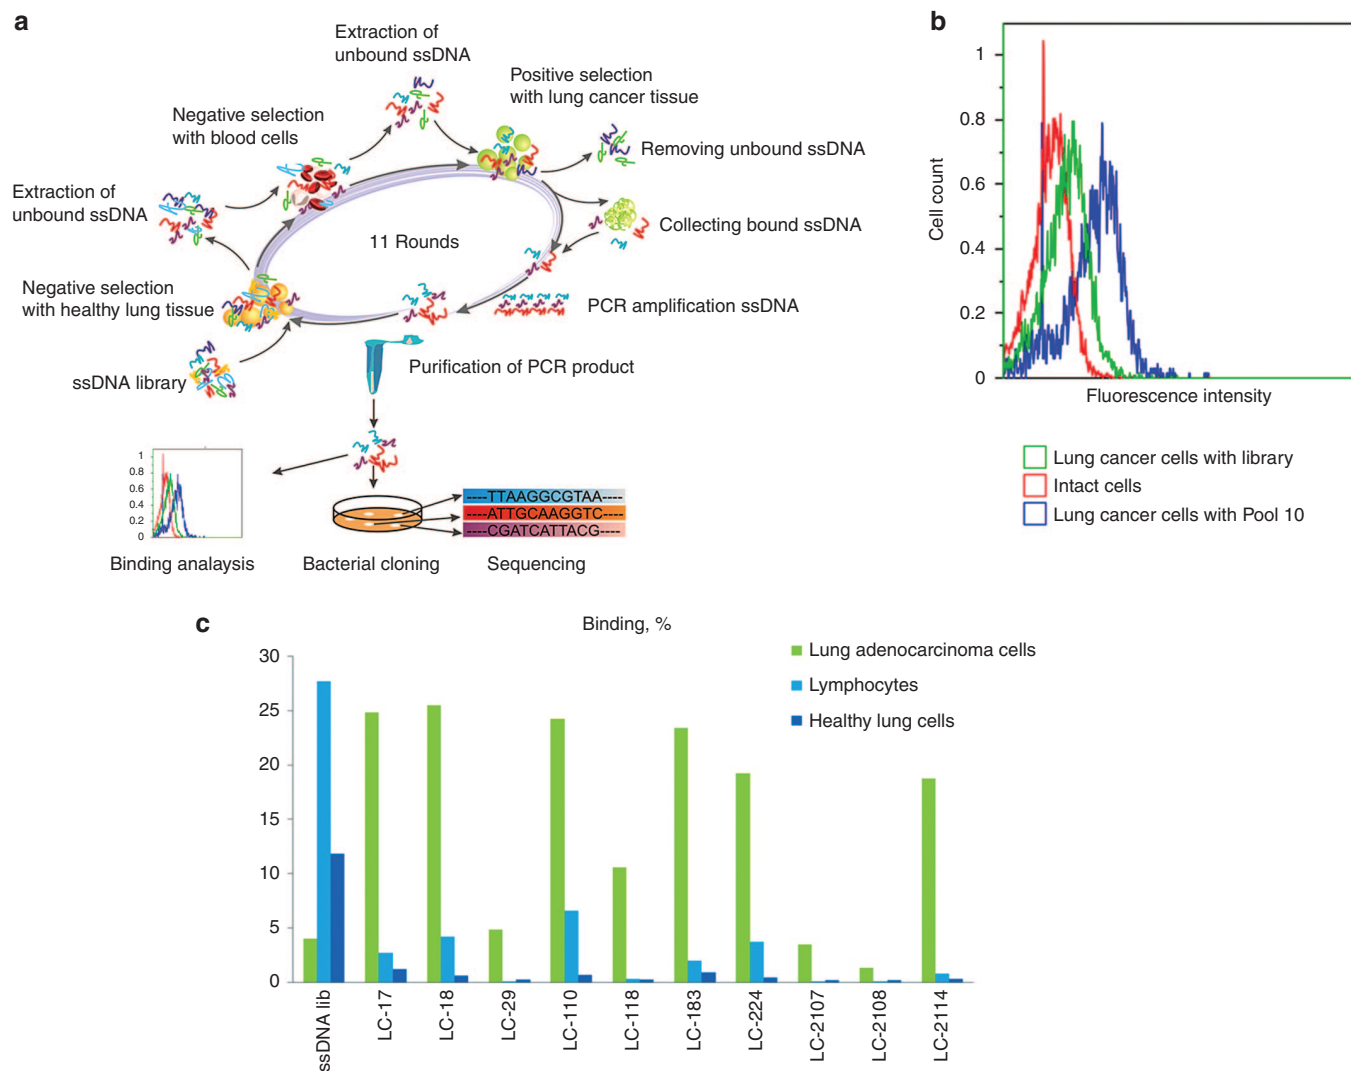 a
Extraction of
unbound ssDNA
Positive selection
with lung cancer tissue
Negative selection
with blood cells
Removing unbound ssDNA
Extraction of
unbound ssDNA
Collecting bound ssDNA
11 Rounds
Negative selection
with healthy lung tissue
PCR amplification ssDNA
Purification of PCR product
ssDNA library
1
0.8
0.6
0.4
0.2
0
----TTAAGGCGTAA----
----ATTGCAAGGTC----
----CGATCATTACG----
Binding analaysis
Bacterial cloning
Sequencing
b
1
0.8
0.6
0.4
0.2
0
Cell count
Fluorescence intensity
Lung cancer cells with library
Intact cells
Lung cancer cells with Pool 10
c
Binding, %
Lung adenocarcinoma cells
Lymphocytes
Healthy lung cells
30
25
20
15
10
5
0
ssDNA lib
LC-17
LC-18
LC-29
LC-110
LC-118
LC-183
LC-224
LC-2107
LC-2108
LC-2114